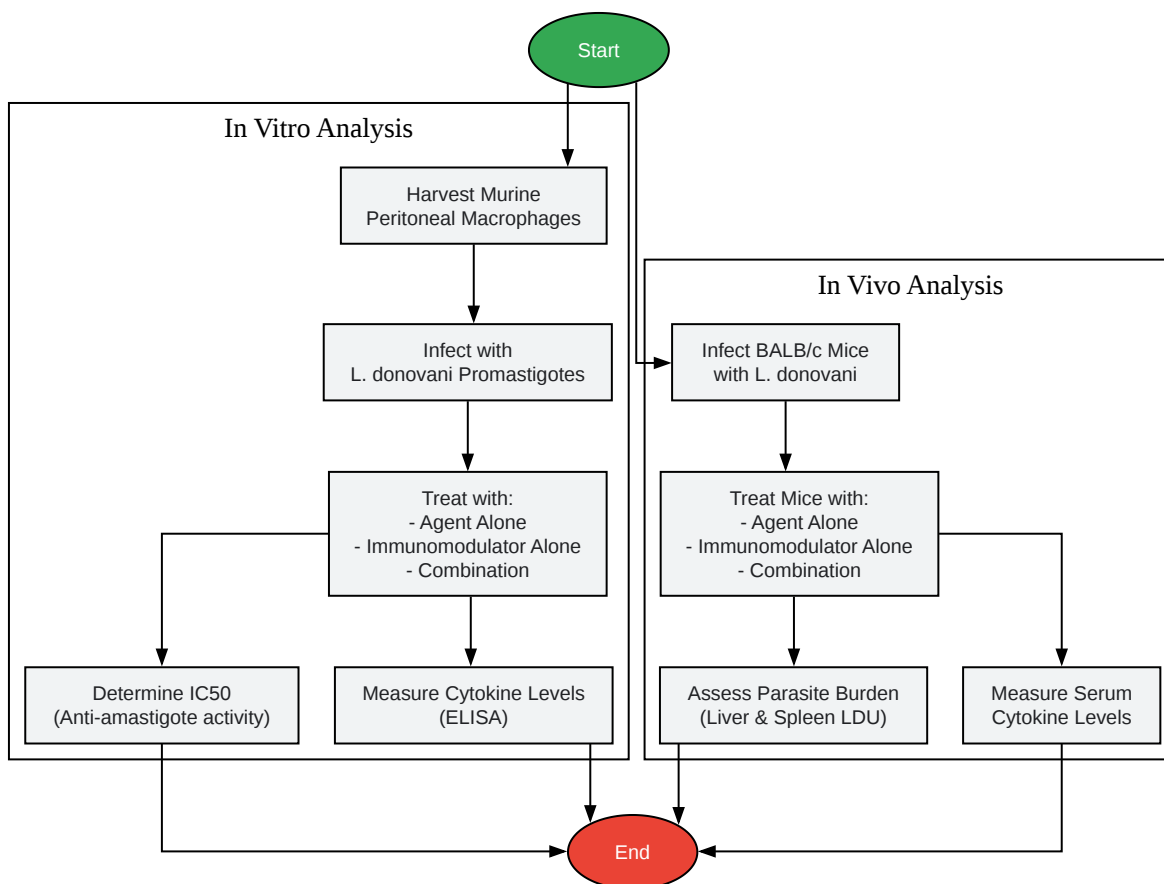 Start
In Vitro Analysis
Harvest Murine
Peritoneal Macrophages
Infect with
L. donovani Promastigotes
Treat with:
- Agent Alone
- Immunomodulator Alone
- Combination
Determine IC50
(Anti-amastigote activity)
Measure Cytokine Levels
(ELISA)
In Vivo Analysis
Infect BALB/c Mice
with L. donovani
Treat Mice with:
- Agent Alone
- Immunomodulator Alone
- Combination
Assess Parasite Burden
(Liver & Spleen LDU)
Measure Serum
Cytokine Levels
End